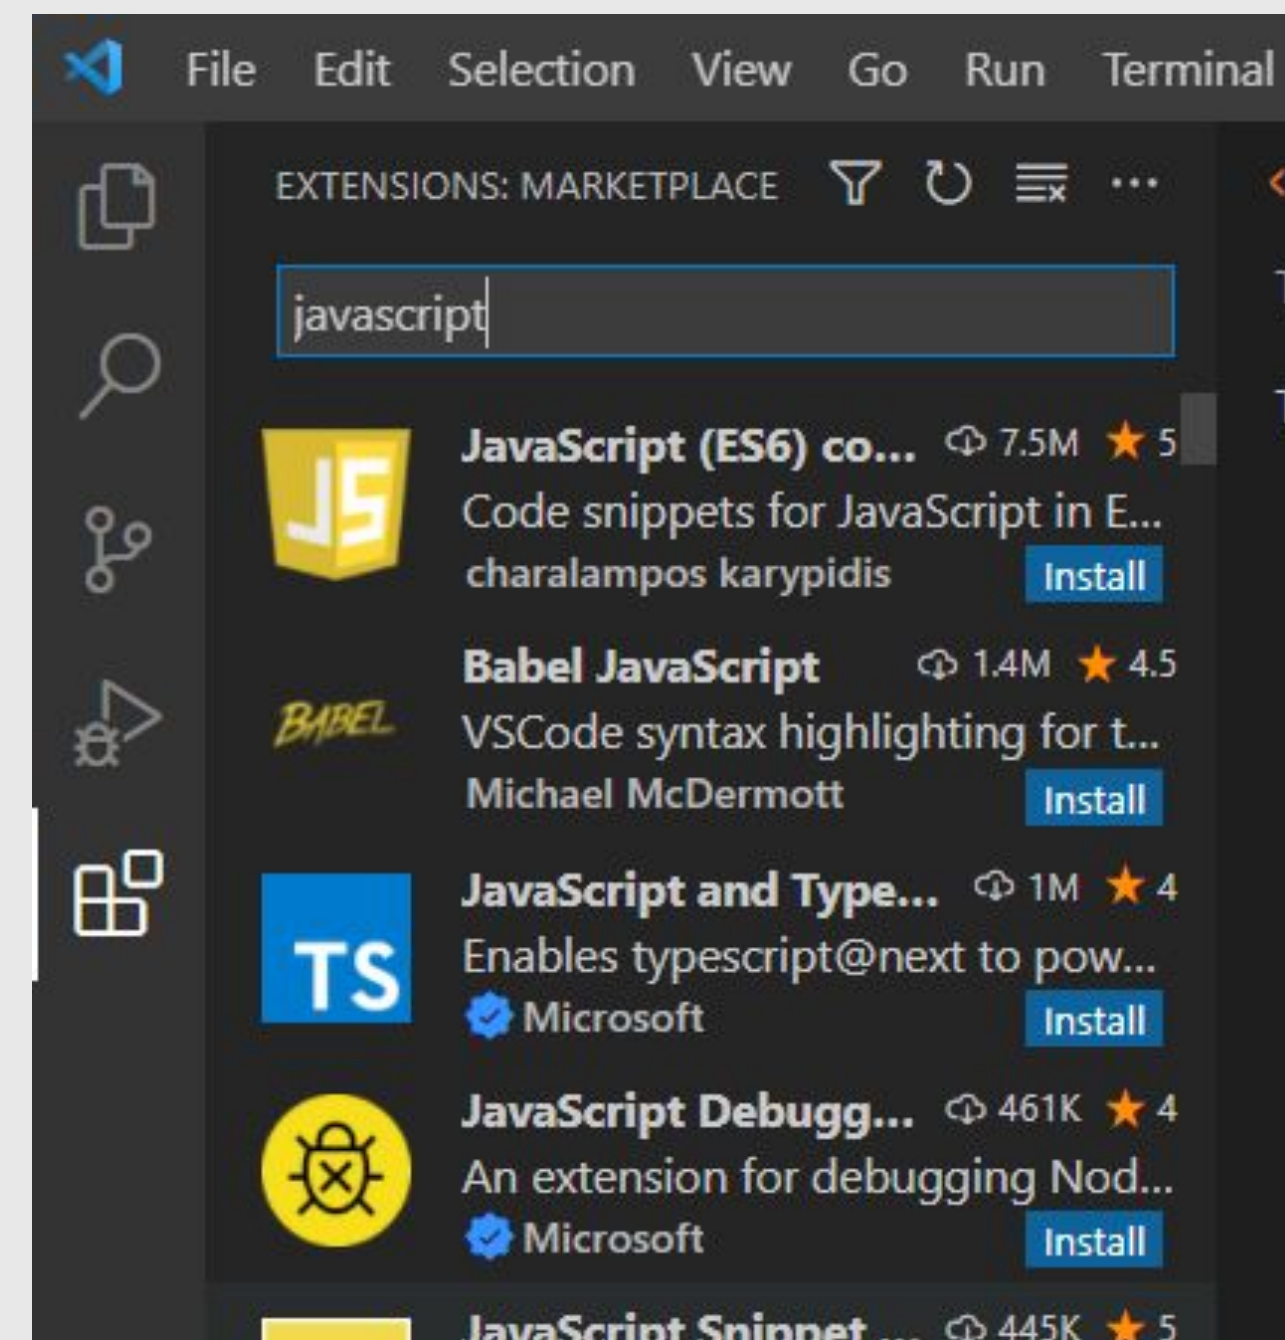 File Edit Selection View Go Run Terminal
EXTENSIONS: MARKETPLACE
javascript
JS
JavaScript (ES6) co... 7.5M 5
Code snippets for JavaScript in E...
charalampos karypidis Install
BABEL
Babel JavaScript 1.4M 4.5
VSCode syntax highlighting for t...
Michael McDermott Install
TS
JavaScript and Type... 1M 4
Enables typescript@next to pow...
Microsoft Install
JavaScript Debugg... 461K 4
An extension for debugging Nod...
Microsoft Install
JavaScript Snippet ... 445K 5